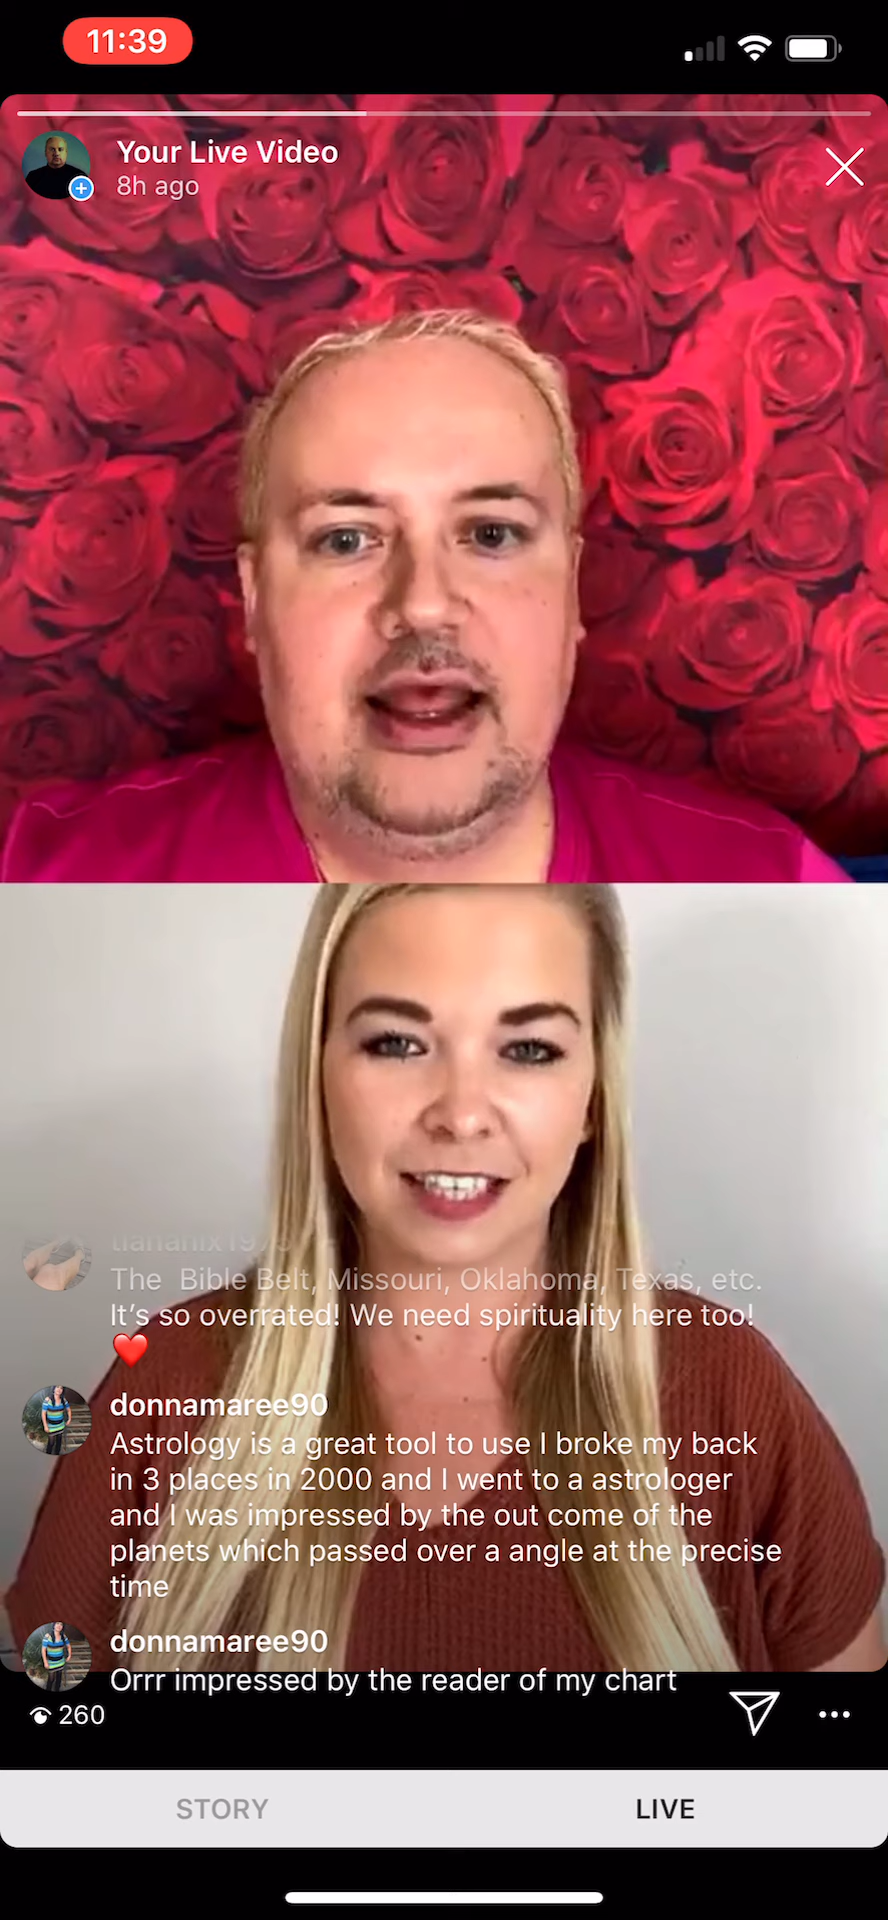 11:39
Your Live Video
8h ago
The Bible Belt, Missouri, Oklahoma, Texas, etc.
It's so overrated! We need spirituality here too!
❤️
donnamaree90
Astrology is a great tool to use I broke my back
in 3 places in 2000 and I went to a astrologer
and I was impressed by the out come of the
planets which passed over a angle at the precise
time
donnamaree90
Orrr impressed by the reader of my chart
260
STORY
LIVE